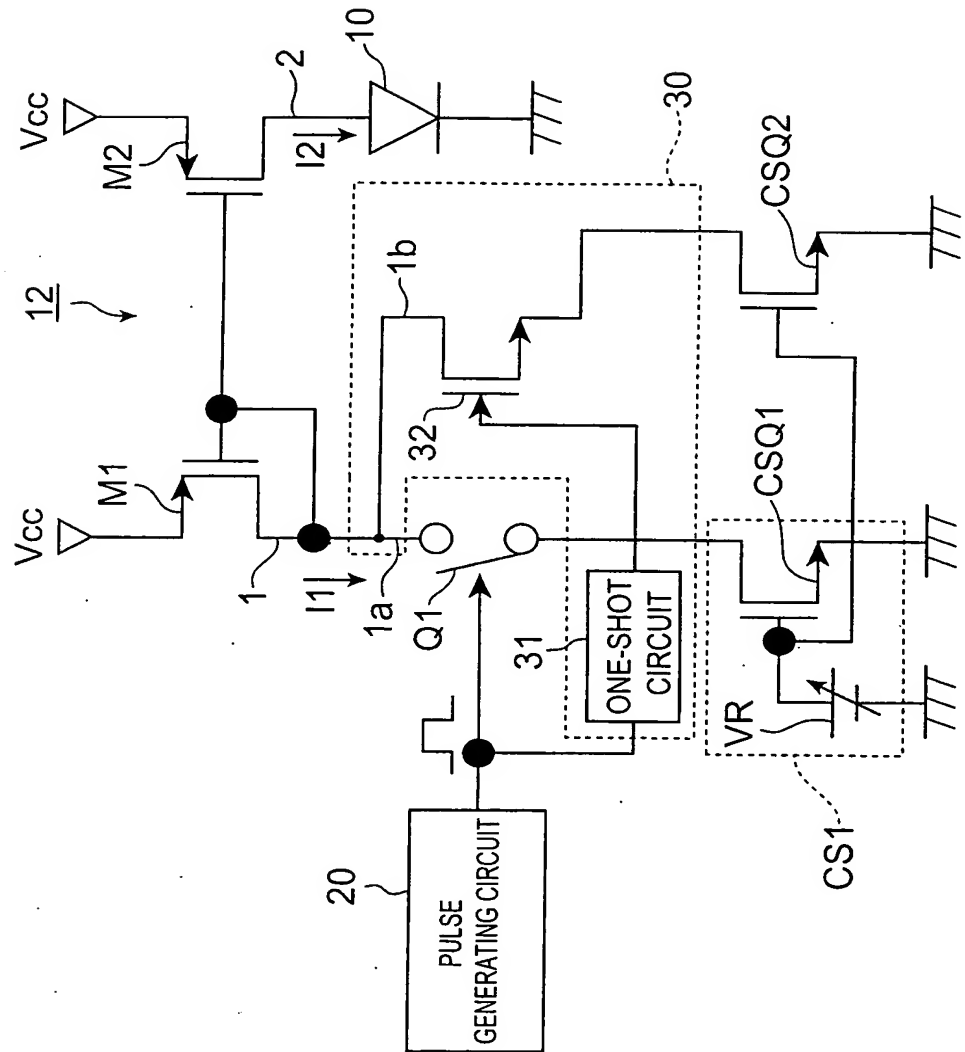 12
Vcc
Vcc
M1
M2
1
2
10
I1
I2
1a
1b
30
Q1
32
20
PULSE
GENERATING CIRCUIT
31
ONE-SHOT
CIRCUIT
CSQ1
CSQ2
VR
CS1